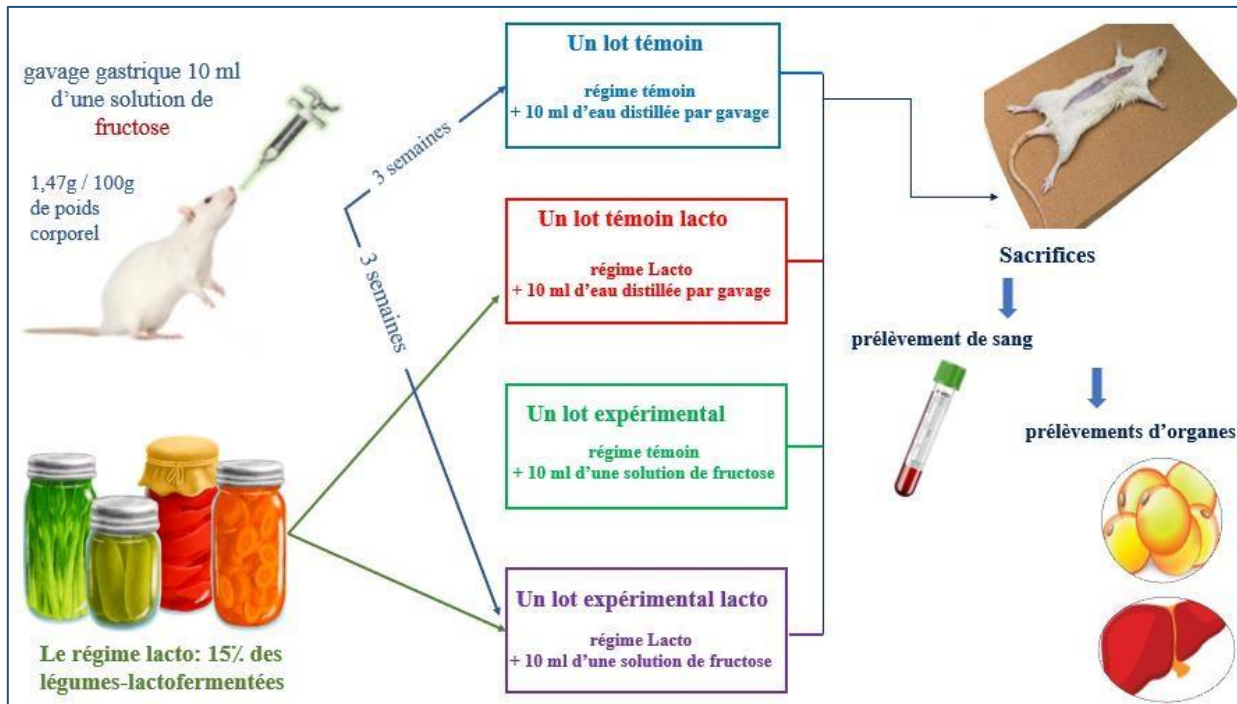 gavage gastrique 10 ml
d’une solution de
fructose
1,47g / 100g
de poids
corporel
3 semaines
3 semaines
Le régime lacto: 15٪ des
légumes-lactofermentées
Un lot témoin
régime témoin
+ 10 ml d’eau distillée par gavage
Un lot témoin lacto
régime Lacto
+ 10 ml d’eau distillée par gavage
Un lot expérimental
régime témoin
+ 10 ml d’une solution de fructose
Un lot expérimental lacto
régime Lacto
+ 10 ml d’une solution de fructose
Sacrifices
prélèvement de sang
prélèvements d’organes